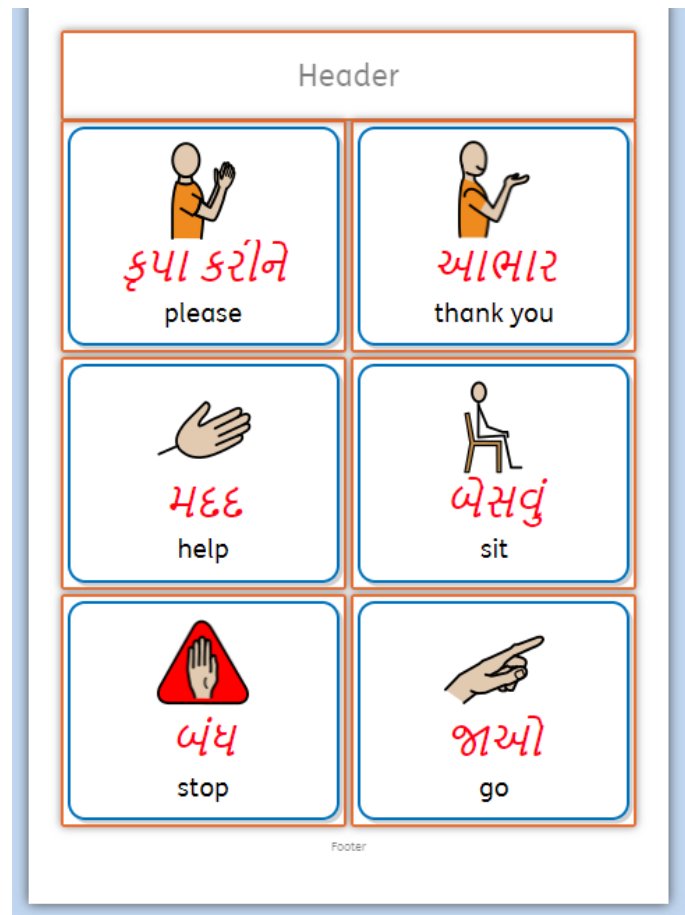 Header
કૃપા કરીને
please
આભાર
thank you
મદદ
help
બેસવું
sit
બંધ
stop
જાઓ
go
Footer